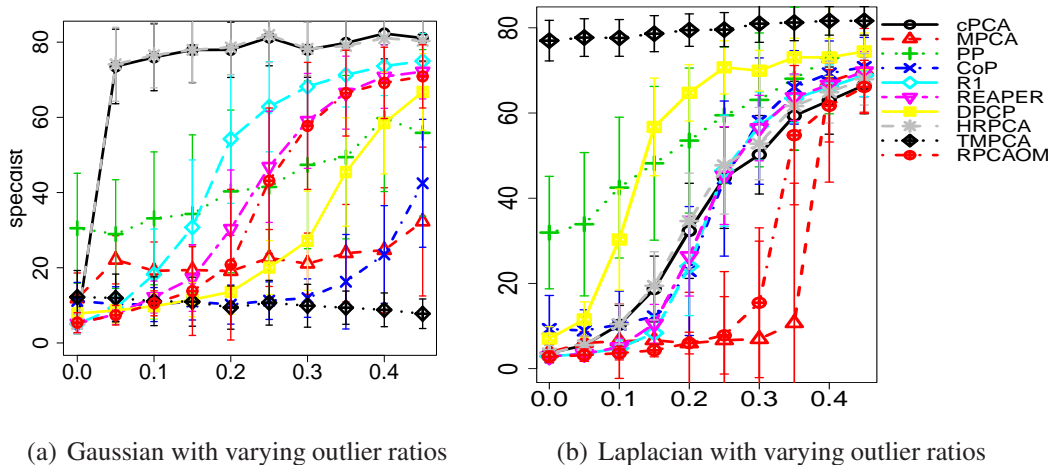 specaist
80
60
40
20
0
0.0 0.1 0.2 0.3 0.4
(a) Gaussian with varying outlier ratios
80
60
40
20
0
0.0 0.1 0.2 0.3 0.4
(b) Laplacian with varying outlier ratios
cPCA
MPCA
PP
CoP
R1
REAPER
DPCP
HRPCA
TMPCA
RPCAOM